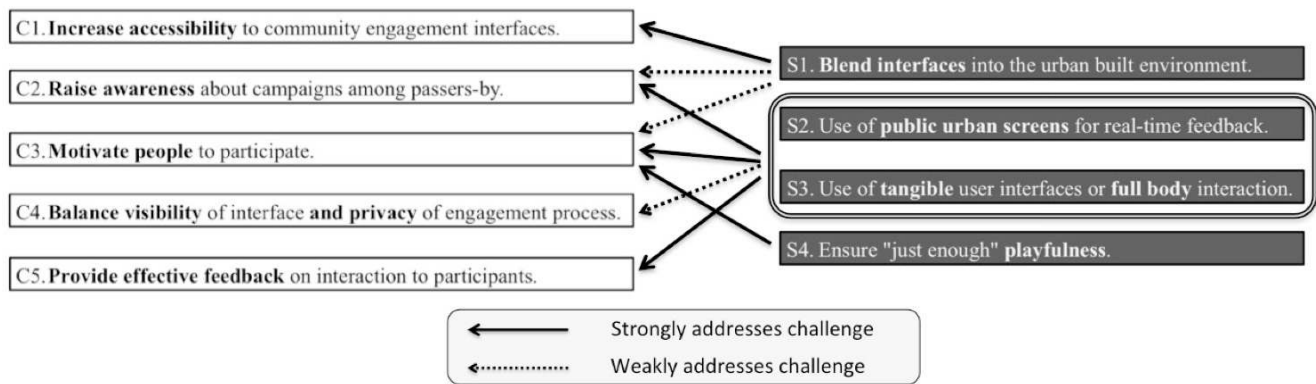 C1. Increase accessibility to community engagement interfaces.
C2. Raise awareness about campaigns among passers-by.
C3. Motivate people to participate.
C4. Balance visibility of interface and privacy of engagement process.
C5. Provide effective feedback on interaction to participants.
S1. Blend interfaces into the urban built environment.
S2. Use of public urban screens for real-time feedback.
S3. Use of tangible user interfaces or full body interaction.
S4. Ensure "just enough" playfulness.
Strongly addresses challenge
Weakly addresses challenge